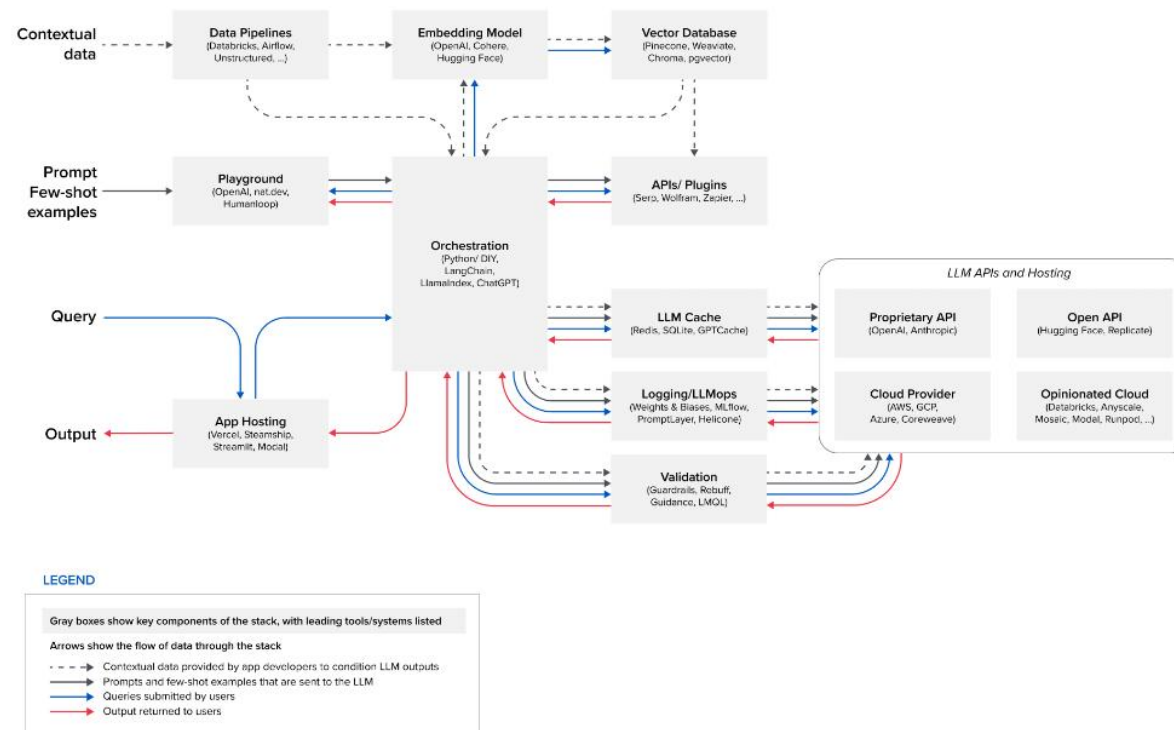 Contextual
data
Data Pipelines
(Databricks, Airflow,
Unstructured, ...)
Embedding Model
(OpenAI, Cohere,
Hugging Face)
Vector Database
(Pinecone, Weaviate,
Chroma, pgvector)
Prompt
Few-shot
examples
Playground
(OpenAI, nat.dev,
Humanloop)
Orchestration
(Python/ DIY,
LangChain,
LlamaIndex, ChatGPT)
APIs/ Plugins
(Serp, Wolfram, Zapier, ...)
Query
LLM Cache
(Redis, SQLite, GPTCache)
Logging/LLMops
(Weights & Biases, MLflow,
PromptLayer, Helicone)
Validation
(Guardrails, Rebuff,
Guidance, LMQL)
LLM APIs and Hosting
Proprietary API
(OpenAI, Anthropic)
Open API
(Hugging Face, Replicate)
Cloud Provider
(AWS, GCP,
Azure, Coreweave)
Opinionated Cloud
(Databricks, Anyscale,
Mosaic, Modal, Runpod, ...)
Output
App Hosting
(Vercel, Steamship,
Streamlit, Modal)
LEGEND
Gray boxes show key components of the stack, with leading tools/systems listed
Arrows show the flow of data through the stack
Contextual data provided by app developers to condition LLM outputs
Prompts and few-shot examples that are sent to the LLM
Queries submitted by users
Output returned to users